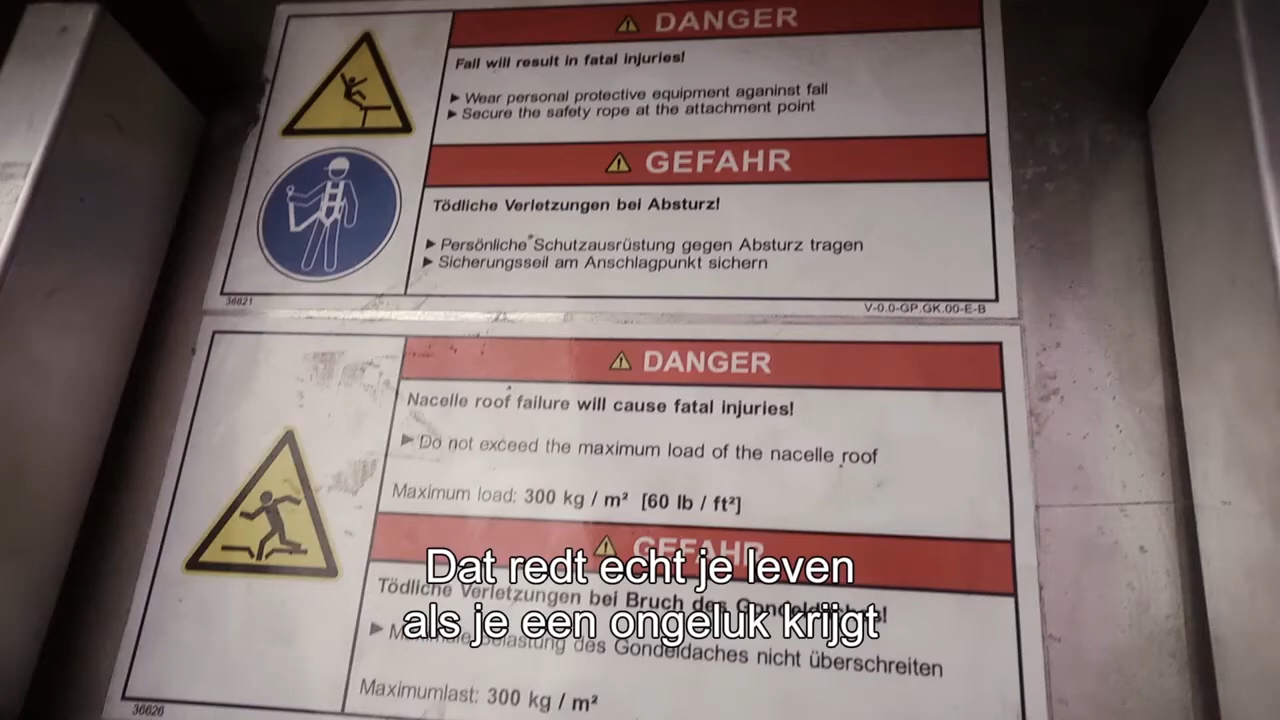 DANGER
Fall will result in fatal injuries!
► Wear personal protective equipment aganinst fall
► Secure the safety rope at the attachment point
GEFAHR
Tödliche Verletzungen bei Absturz!
► Persönliche Schutzausrüstung gegen Absturz tragen
► Sicherungsseil am Anschlagpunkt sichern
36621
V-0.0-GP.GK.00-E-B
DANGER
Nacelle roof failure will cause fatal injuries!
► Do not exceed the maximum load of the nacelle roof
Maximum load: 300 kg / m² [60 lb / ft²]
GEFAHR
Tödliche Verletzungen bei Bruch des Gondeldaches!
► Maximale Belastung des Gondeldaches nicht überschreiten
Maximumlast: 300 kg / m²
36626
Dat redt echt je leven
als je een ongeluk krijgt